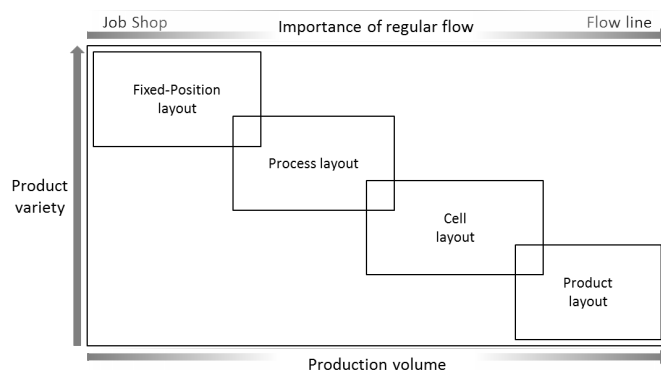 Job Shop
Importance of regular flow
Flow line
Fixed-Position
layout
Process layout
Product
variety
Cell
layout
Product
layout
Production volume